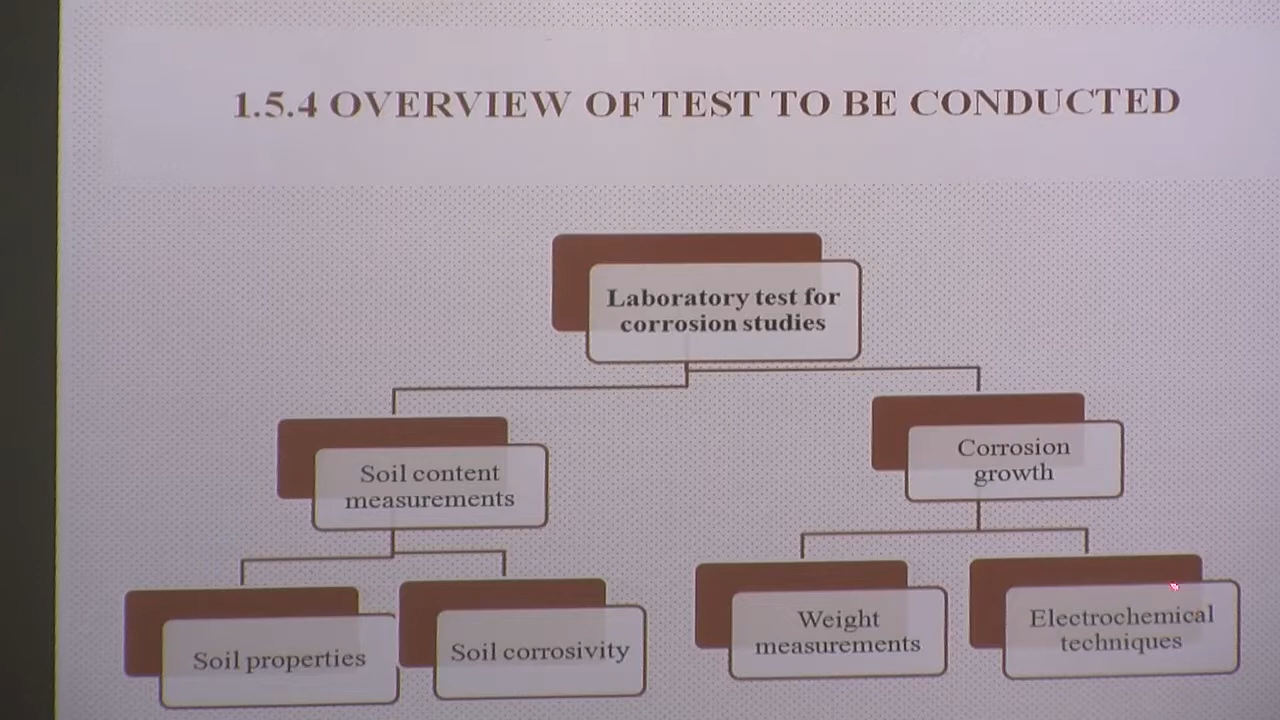 1.5.4 OVERVIEW OF TEST TO BE CONDUCTED
Laboratory test for
corrosion studies
Soil content
measurements
Corrosion
growth
Soil properties
Soil corrosivity
Weight
measurements
Electrochemical
techniques